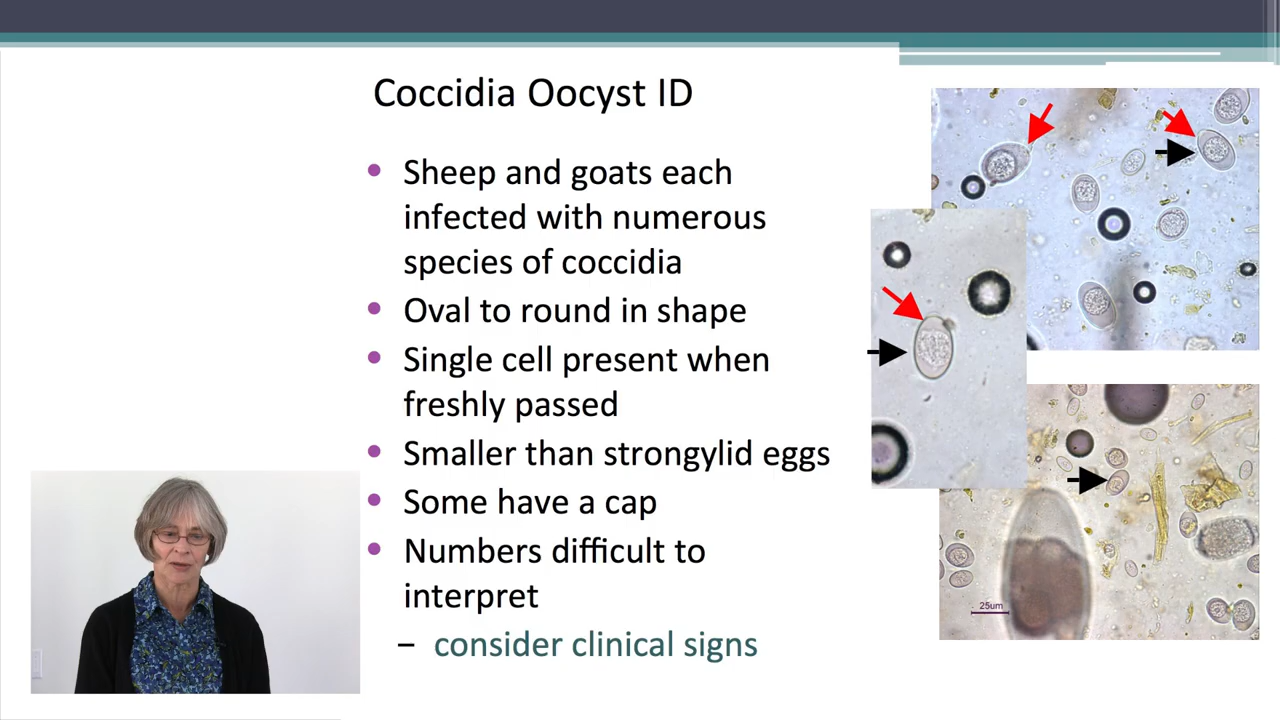 Coccidia Oocyst ID
• Sheep and goats each
infected with numerous
species of coccidia
• Oval to round in shape
• Single cell present when
freshly passed
• Smaller than strongylid eggs
• Some have a cap
• Numbers difficult to
interpret
– consider clinical signs
25um